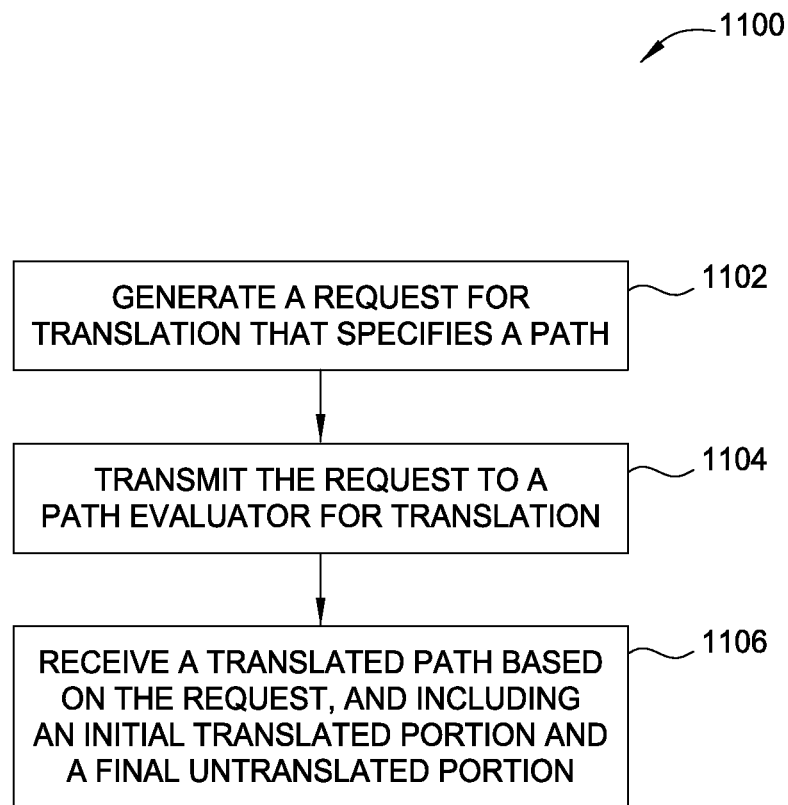 1100
GENERATE A REQUEST FOR
TRANSLATION THAT SPECIFIES A PATH
1102
TRANSMIT THE REQUEST TO A
PATH EVALUATOR FOR TRANSLATION
1104
RECEIVE A TRANSLATED PATH BASED
ON THE REQUEST, AND INCLUDING
AN INITIAL TRANSLATED PORTION AND
A FINAL UNTRANSLATED PORTION
1106